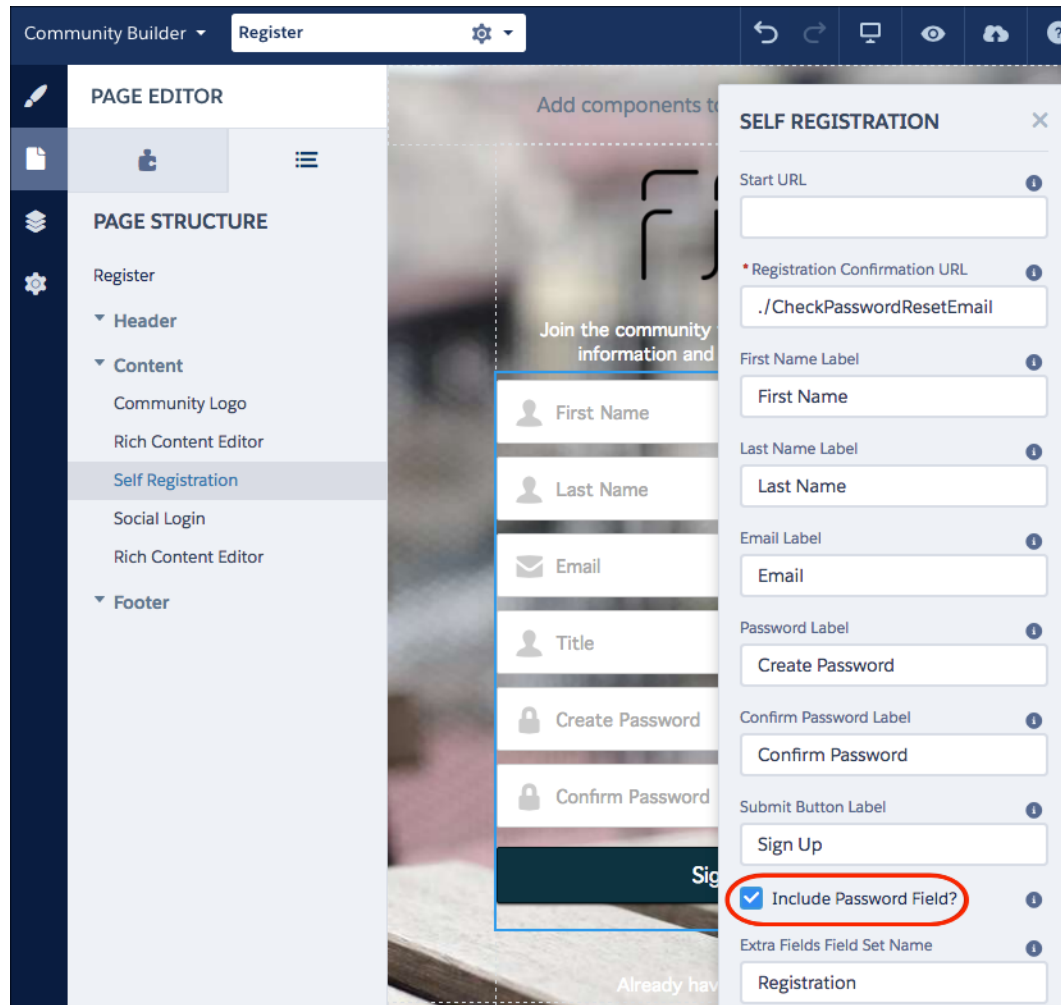 Community Builder
Register
?
PAGE EDITOR
PAGE STRUCTURE
Register
Header
Content
Community Logo
Rich Content Editor
Self Registration
Social Login
Rich Content Editor
Footer
Add components to
Join the community
information and
First Name
Last Name
Email
Title
Create Password
Confirm Password
Sig
Already hav
SELF REGISTRATION
Start URL
*Registration Confirmation URL
./CheckPasswordResetEmail
First Name Label
First Name
Last Name Label
Last Name
Email Label
Email
Password Label
Create Password
Confirm Password Label
Confirm Password
Submit Button Label
Sign Up
Include Password Field?
Extra Fields Field Set Name
Registration